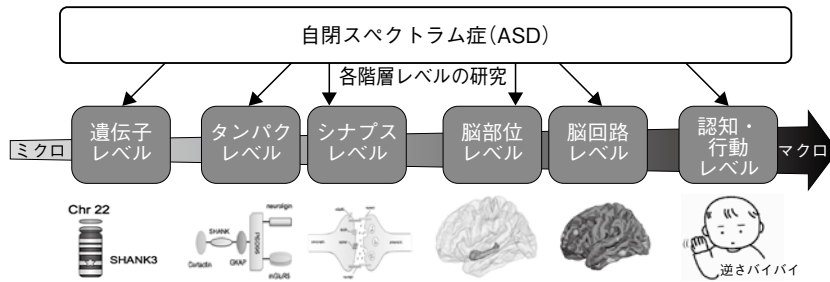 自閉スペクトラム症(ASD)
各階層レベルの研究
ミクロ
遺伝子
レベル
タンパク
レベル
シナプス
レベル
脳部位
レベル
脳回路
レベル
認知・
行動
レベル
マクロ
Chr 22
SHANK3
neuroligin
SHANK
PSD95
Cortactin
GKAP
mGluR5
逆さバイバイ